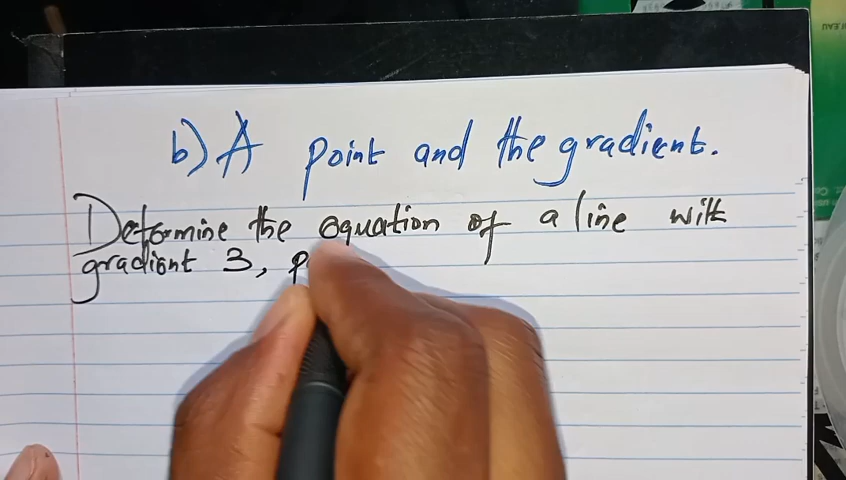 b) A point and the gradient.
Determine the equation of a line with
gradient 3, p